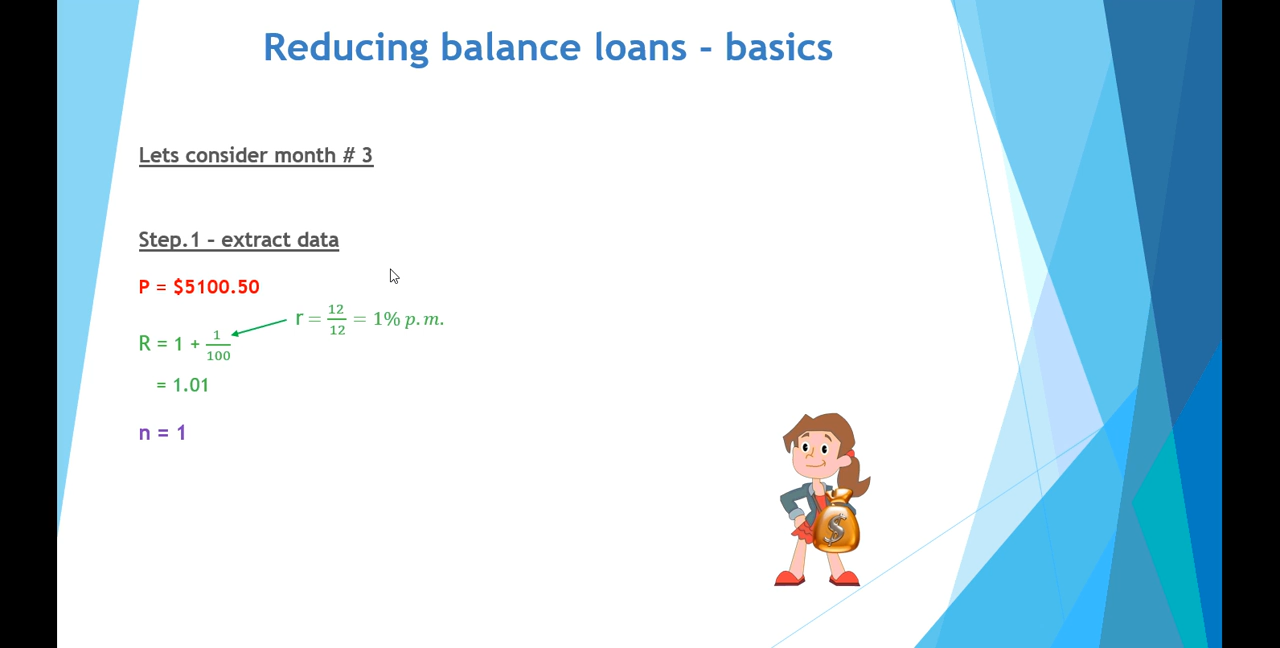 Reducing balance loans - basics
Lets consider month # 3
Step.1 - extract data
P = $5100.50
r = 12/12 = 1% p.m.
R = 1 + 1/100
= 1.01
n = 1
$